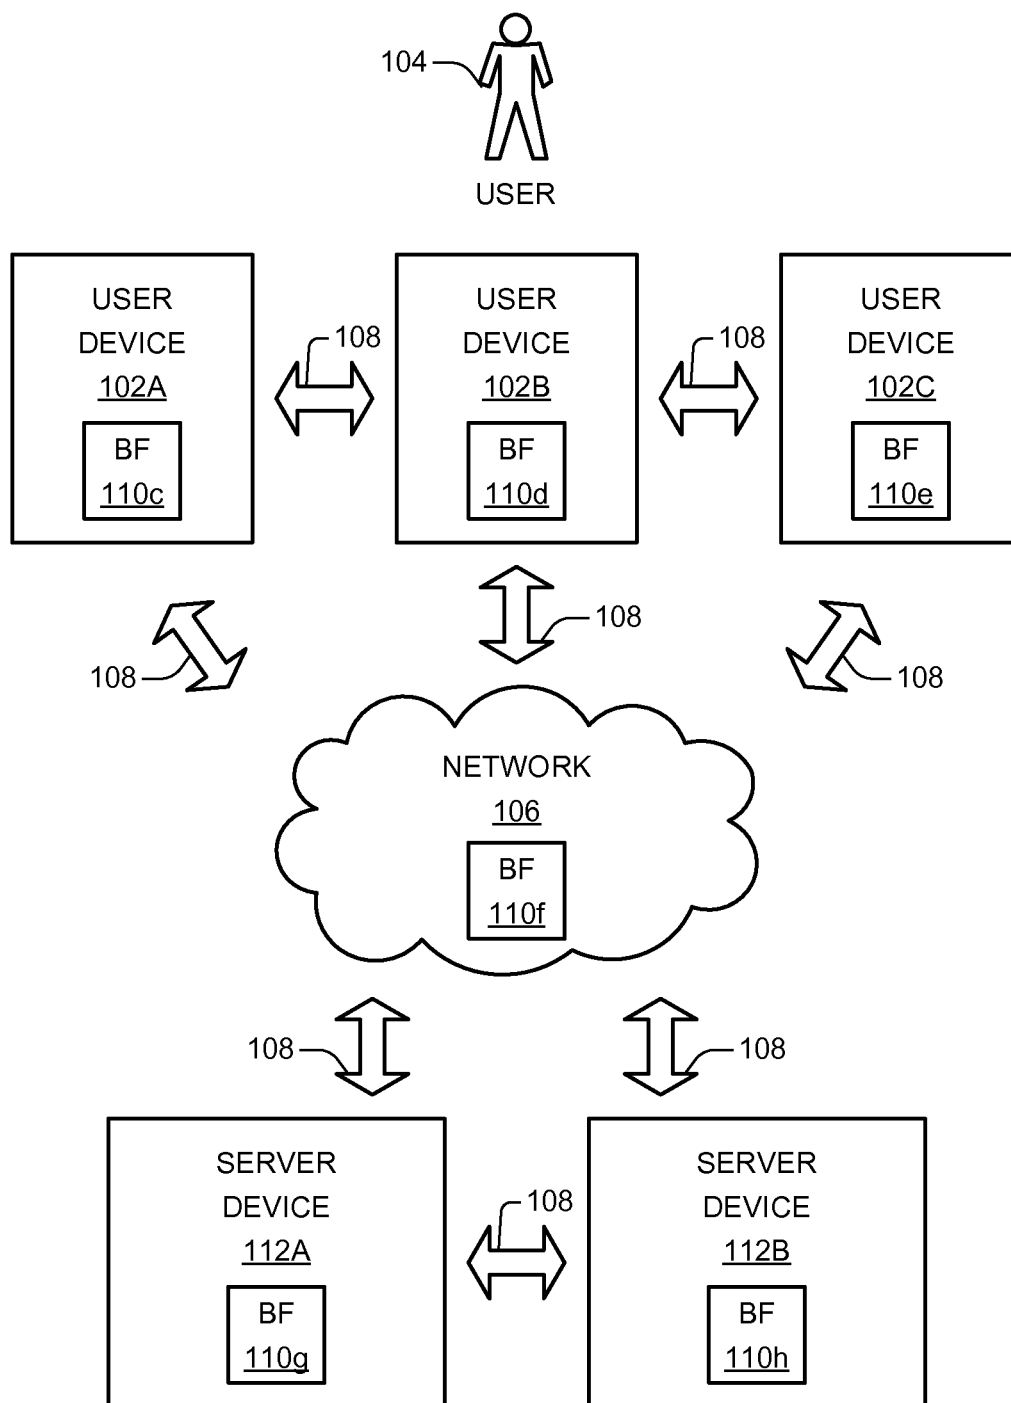 104
USER
USER
DEVICE
102A
BF
110c
108
USER
DEVICE
102B
BF
110d
108
USER
DEVICE
102C
BF
110e
108
108
108
NETWORK
106
BF
110f
108
108
SERVER
DEVICE
112A
BF
110g
108
SERVER
DEVICE
112B
BF
110h